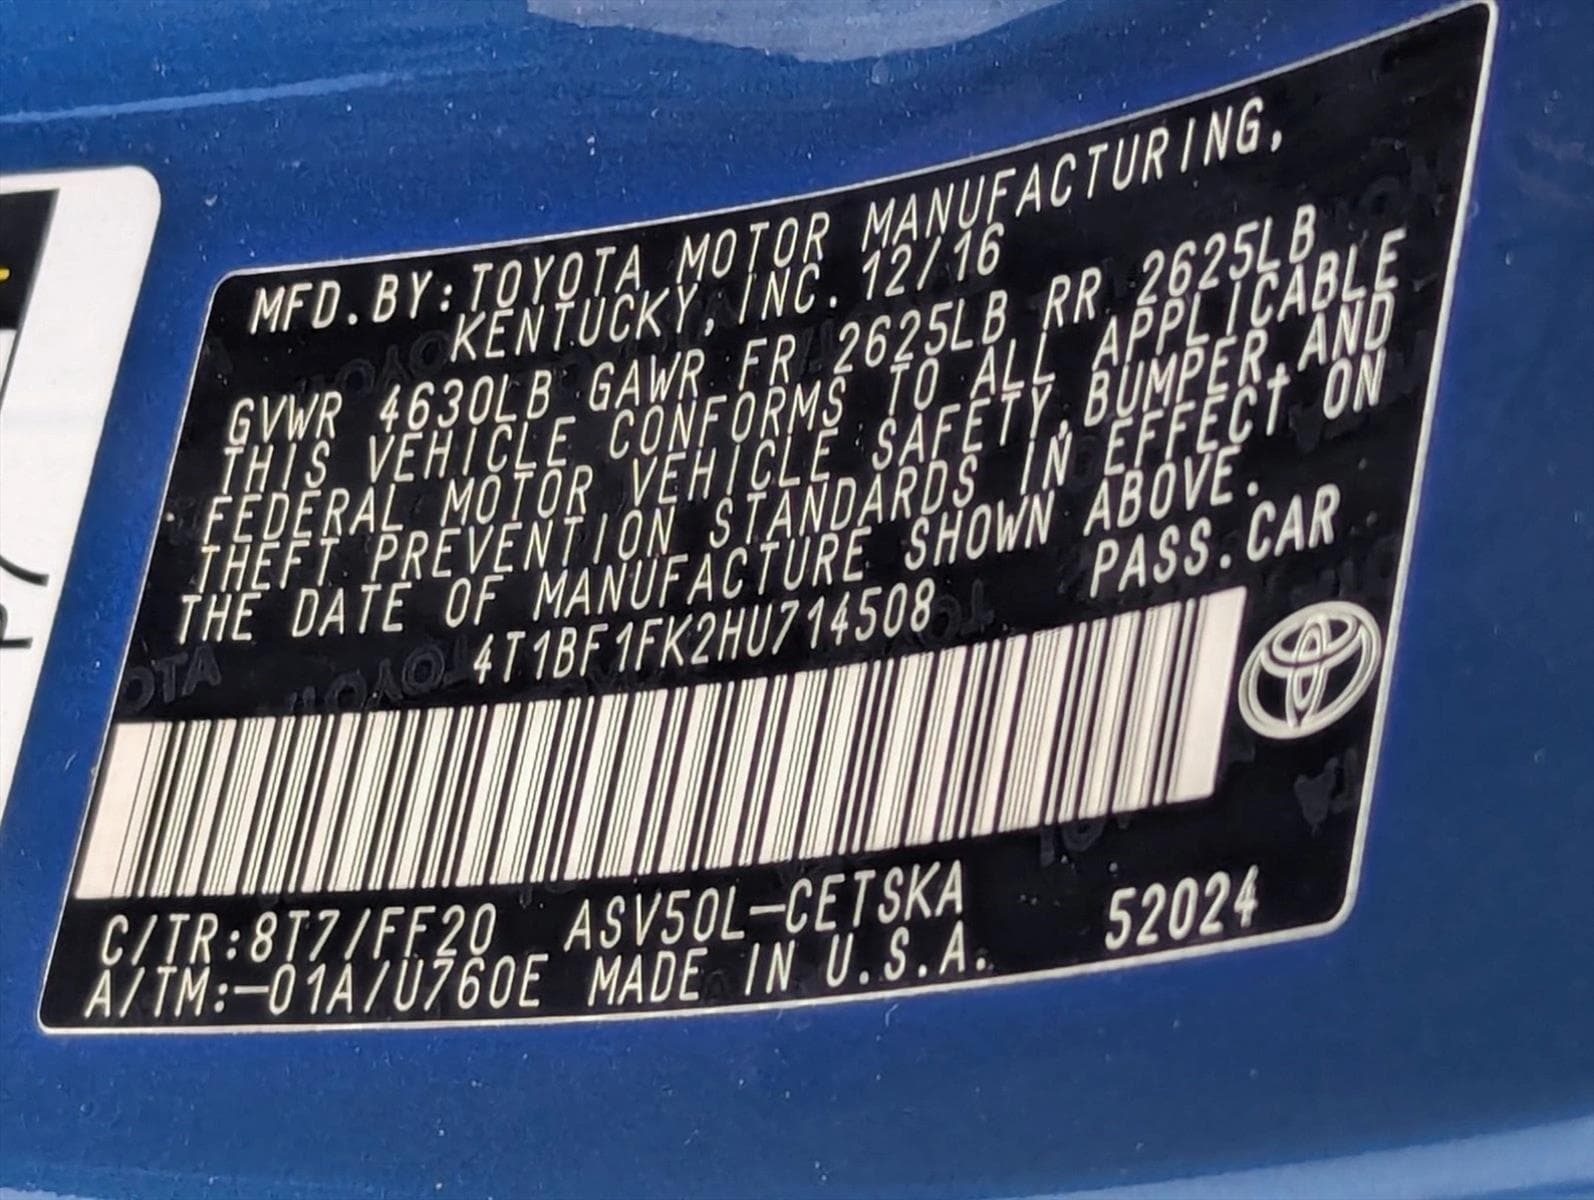 MFD. BY: TOYOTA MOTOR MANUFACTURING,
KENTUCKY, INC. 12/16
GVWR 4630LB GAWR FR 2625LB RR 2625LB
THIS VEHICLE CONFORMS TO ALL APPLICABLE
FEDERAL MOTOR VEHICLE SAFETY, BUMPER, AND
THEFT PREVENTION STANDARDS IN EFFECT ON
THE DATE OF MANUFACTURE SHOWN ABOVE.
4T1BF1FK2HU714508 PASS. CAR
C/TR: 8T7/FF20 ASV50L-CETSKA 52024
A/TM: -01A/U760E MADE IN U.S.A.